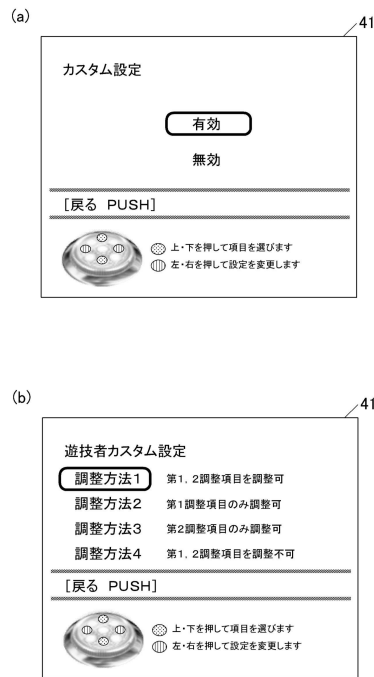 (a)
41
カスタム設定
有効
無効
[戻る PUSH]
上・下を押して項目を選びます
左・右を押して設定を変更します
(b)
41
遊技者カスタム設定
調整方法1 第1,2調整項目を調整可
調整方法2 第1調整項目のみ調整可
調整方法3 第2調整項目のみ調整可
調整方法4 第1,2調整項目を調整不可
[戻る PUSH]
上・下を押して項目を選びます
左・右を押して設定を変更します